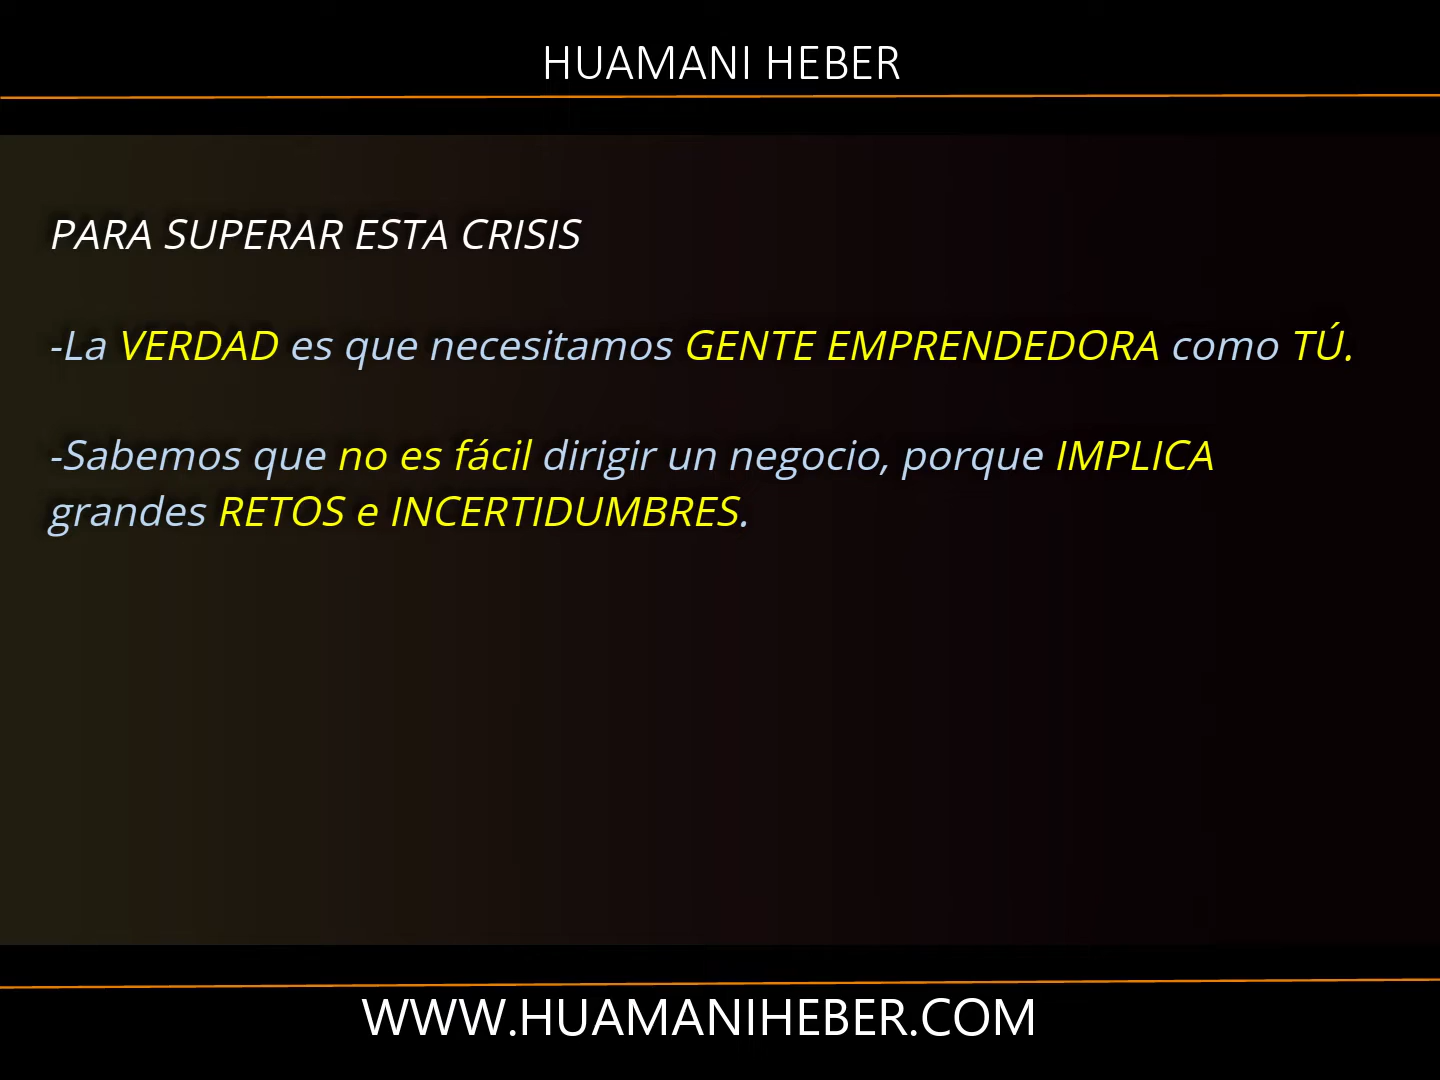 HUAMANI HEBER
PARA SUPERAR ESTA CRISIS
-La VERDAD es que necesitamos GENTE EMPRENDEDORA como TÚ.
-Sabemos que no es fácil dirigir un negocio, porque IMPLICA
grandes RETOS e INCERTIDUMBRES.
WWW.HUAMANIHEBER.COM